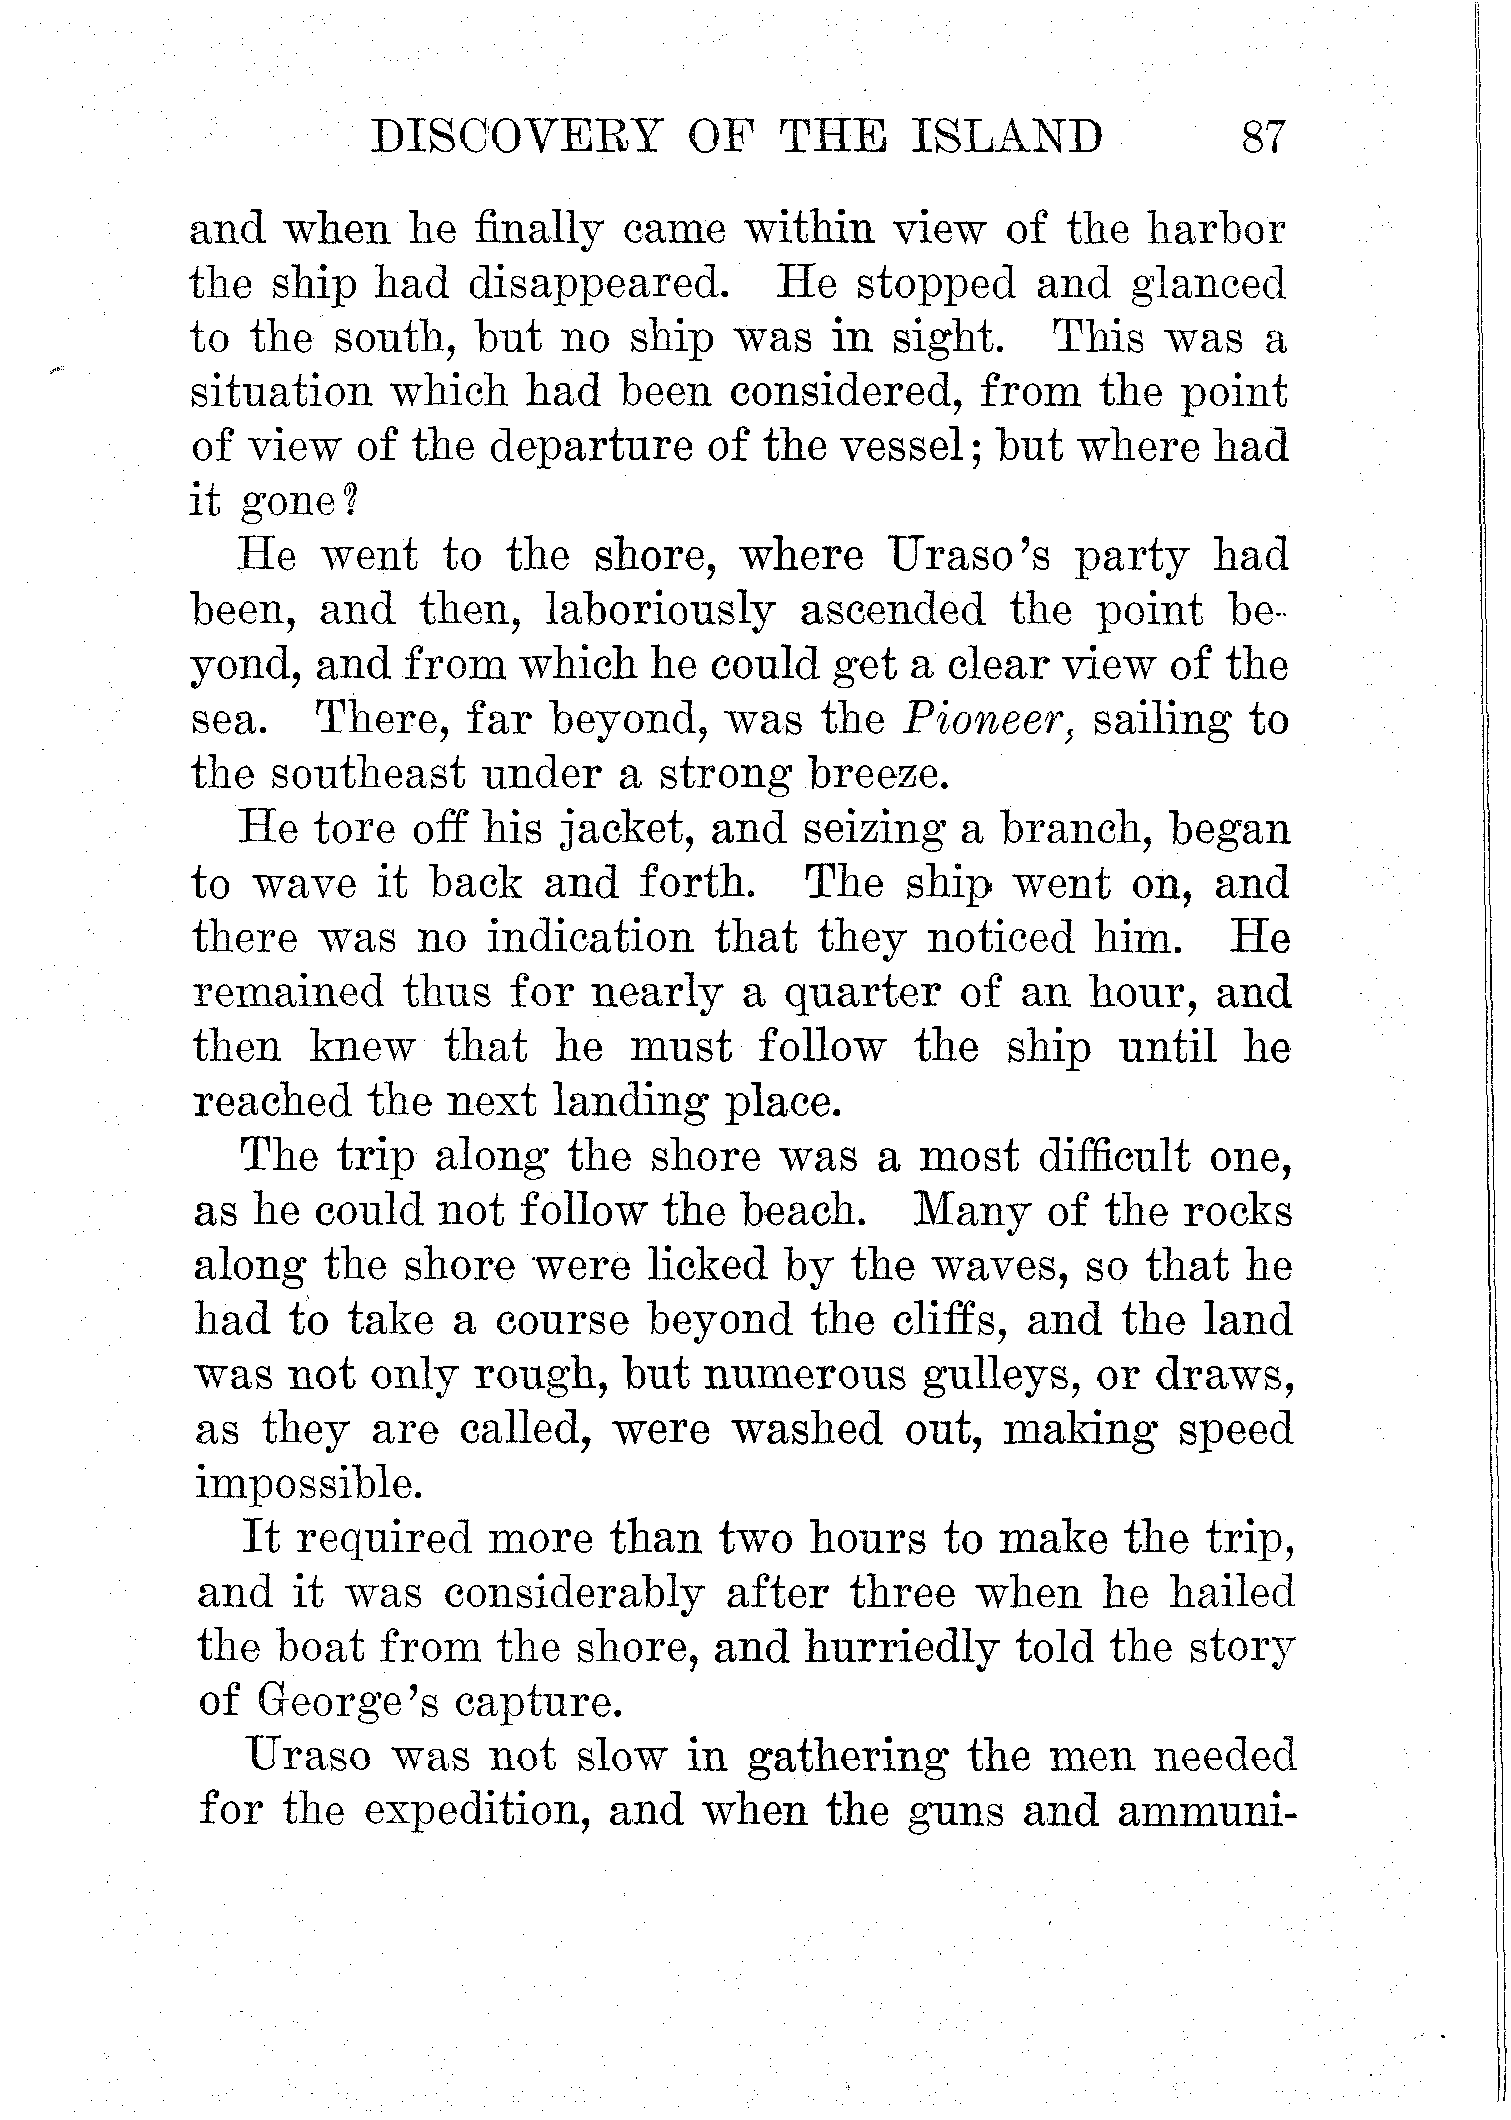 DISCOVERY OF THE ISLAND 87
and when he finally came within view of the harbor
the ship had disappeared. He stopped and glanced
to the south, but no ship was in sight. This was a
situation which had been considered, from the point
of view of the departure of the vessel; but where had
it gone?
He went to the shore, where Uraso's party had
been, and then, laboriously ascended the point be-
yond, and from which he could get a clear view of the
sea. There, far beyond, was the Pioneer, sailing to
the southeast under a strong breeze.
He tore off his jacket, and seizing a branch, began
to wave it back and forth. The ship went on, and
there was no indication that they noticed him. He
remained thus for nearly a quarter of an hour, and
then knew that he must follow the ship until he
reached the next landing place.
The trip along the shore was a most difficult one,
as he could not follow the beach. Many of the rocks
along the shore were licked by the waves, so that he
had to take a course beyond the cliffs, and the land
was not only rough, but numerous gulleys, or draws,
as they are called, were washed out, making speed
impossible.
It required more than two hours to make the trip,
and it was considerably after three when he hailed
the boat from the shore, and hurriedly told the story
of George's capture.
Uraso was not slow in gathering the men needed
for the expedition, and when the guns and ammuni-